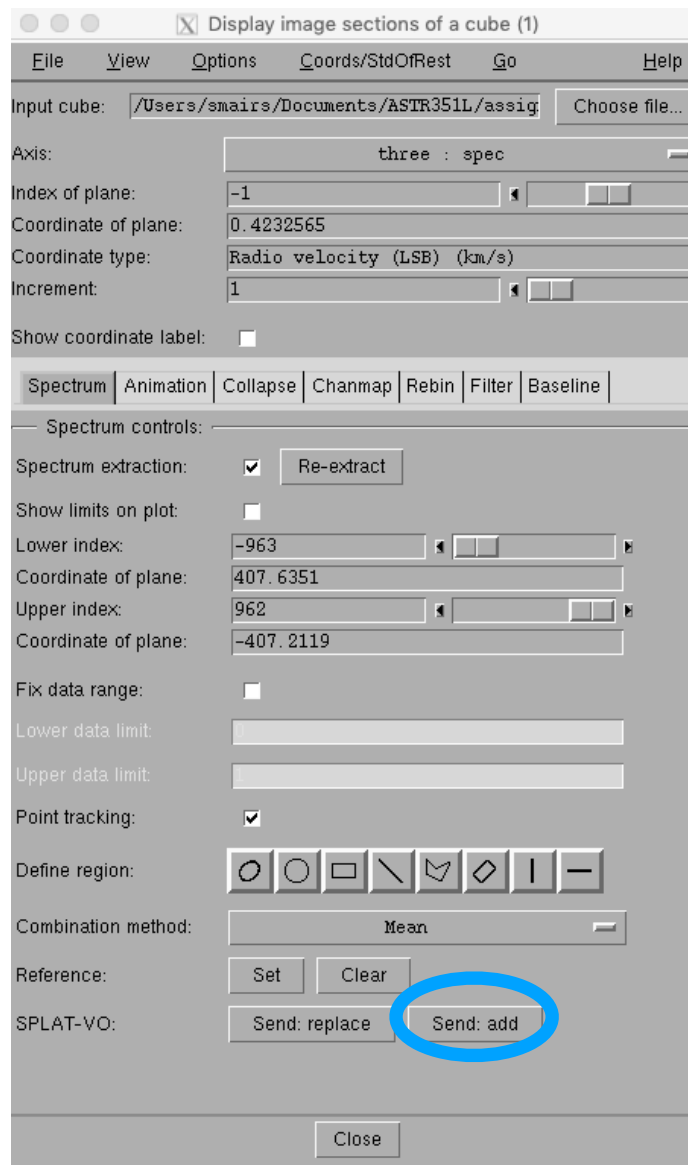 Display image sections of a cube (1)
File View Options Coords/StdOfRest Go Help
Input cube: /Users/smairs/Documents/ASTR351L/assig Choose file...
Axis: three : spec
Index of plane: -1
Coordinate of plane: 0.4232565
Coordinate type: Radio velocity (LSB) (km/s)
Increment: 1
Show coordinate label:
Spectrum Animation Collapse Chanmap Rebin Filter Baseline
Spectrum controls:
Spectrum extraction: Re-extract
Show limits on plot:
Lower index: -963
Coordinate of plane: 407.6351
Upper index: 962
Coordinate of plane: -407.2119
Fix data range:
Lower data limit: 0
Upper data limit: 1
Point tracking:
Define region:
Combination method: Mean
Reference: Set Clear
SPLAT-VO: Send: replace Send: add
Close